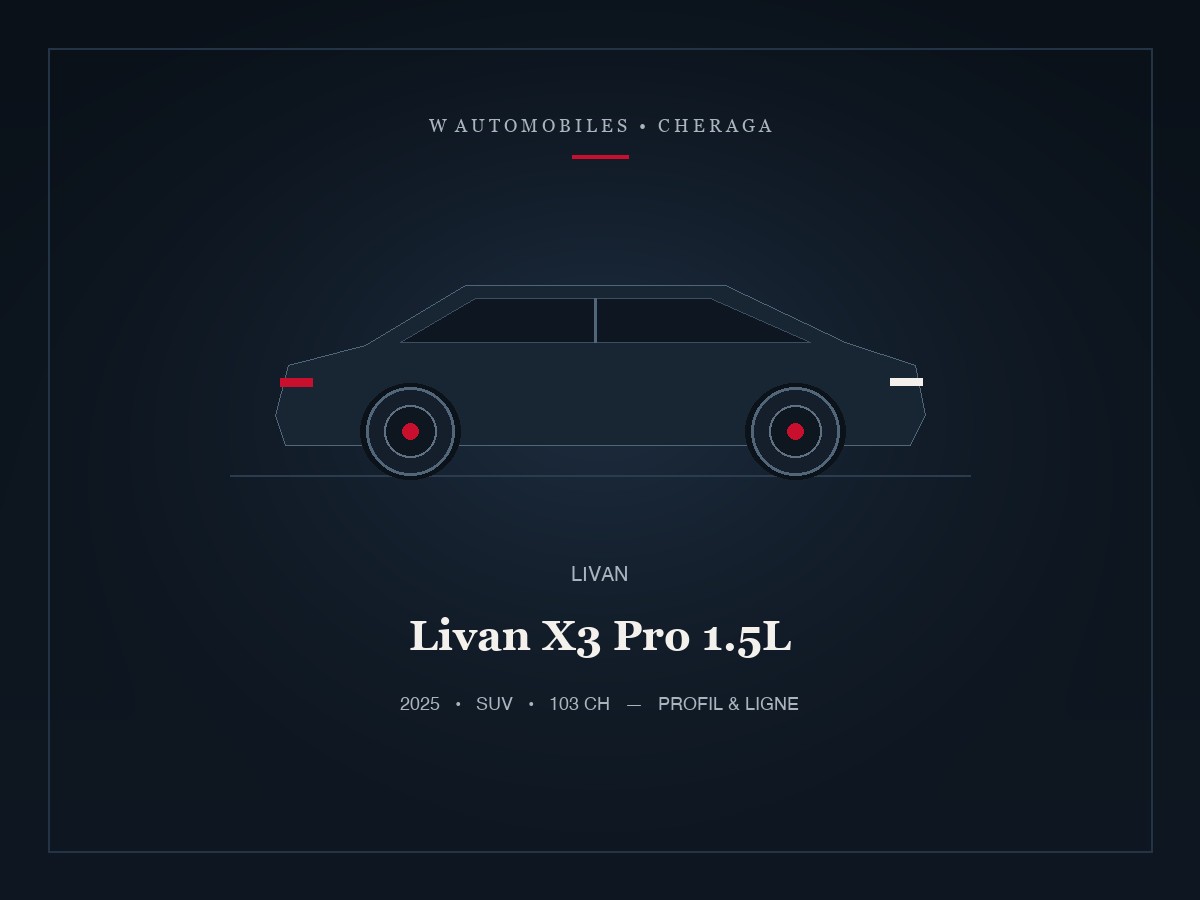 W AUTOMOBILES • CHERAGA
LIVAN
Livan X3 Pro 1.5L
2025 • SUV • 103 CH — PROFIL & LIGNE